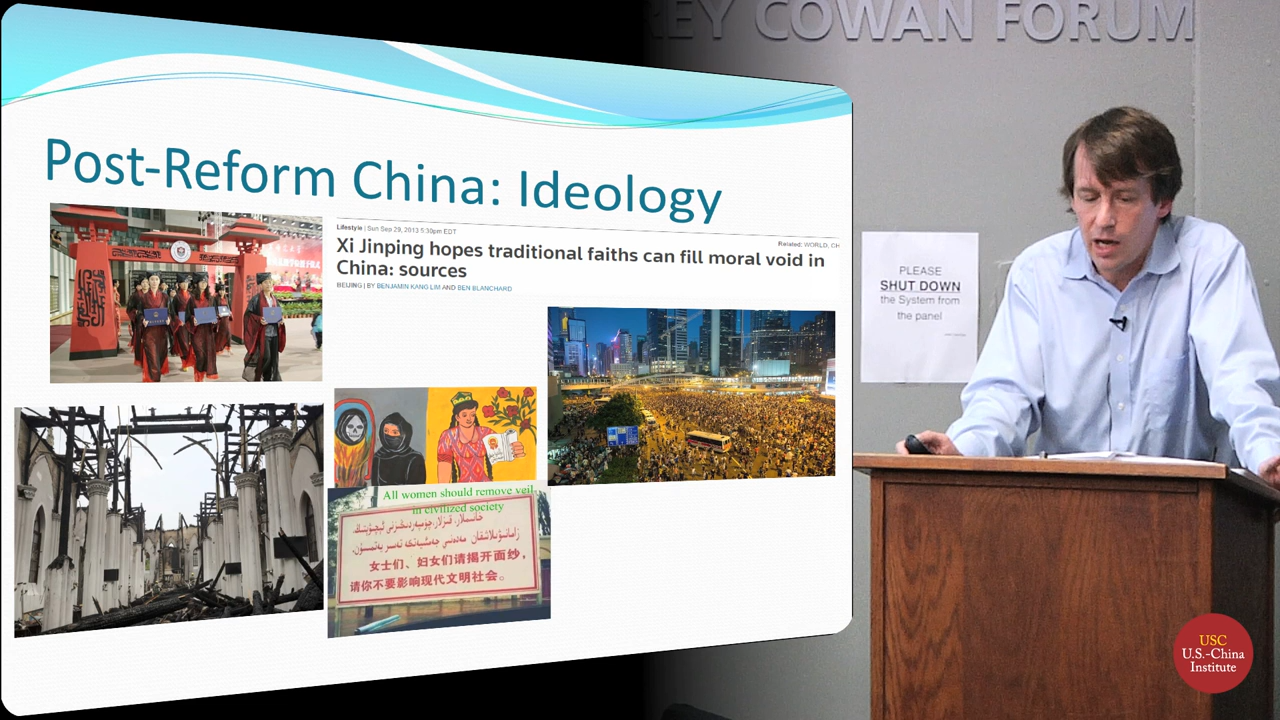 REY COWAN FORUM
Post-Reform China: Ideology
Lifestyle | Sun Sep 29, 2013 5:30pm EDT
Related: WORLD, CH
Xi Jinping hopes traditional faiths can fill moral void in
China: sources
BEIJING | BY BENJAMIN KANG LIM AND BEN BLANCHARD
All women should remove veil
in civilized society
女士们、妇女们请揭开面纱，
请你不要影响现代文明社会。
PLEASE
SHUT DOWN
the System from
the panel
USC
U.S.-China
Institute